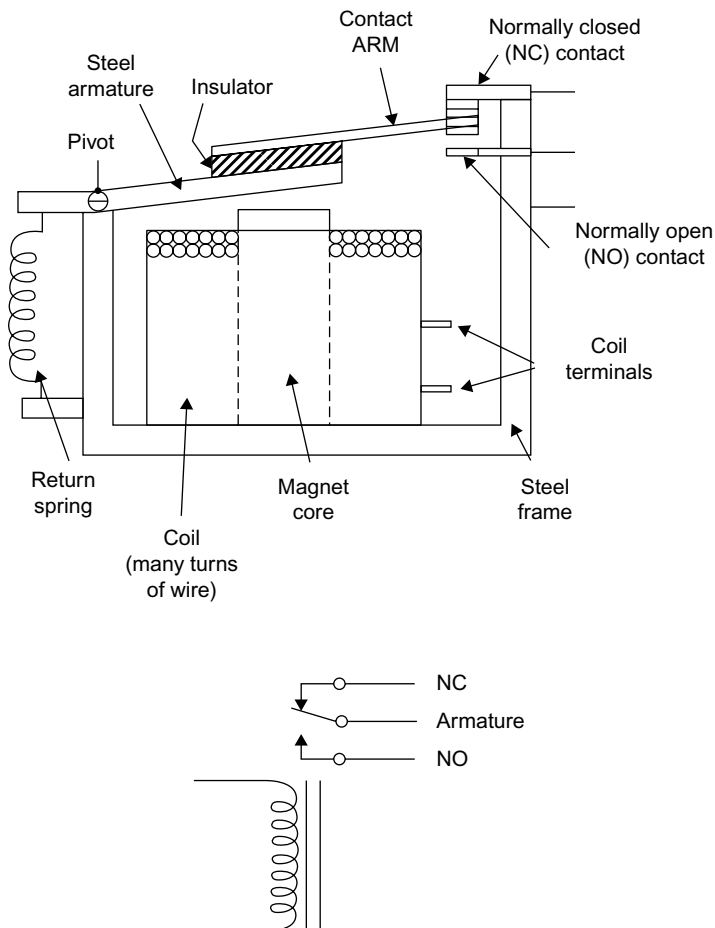 Contact
ARM
Normally closed
(NC) contact
Steel
armature
Insulator
Pivot
Normally open
(NO) contact
Coil
terminals
Return
spring
Magnet
core
Steel
frame
Coil
(many turns
of wire)
NC
Armature
NO